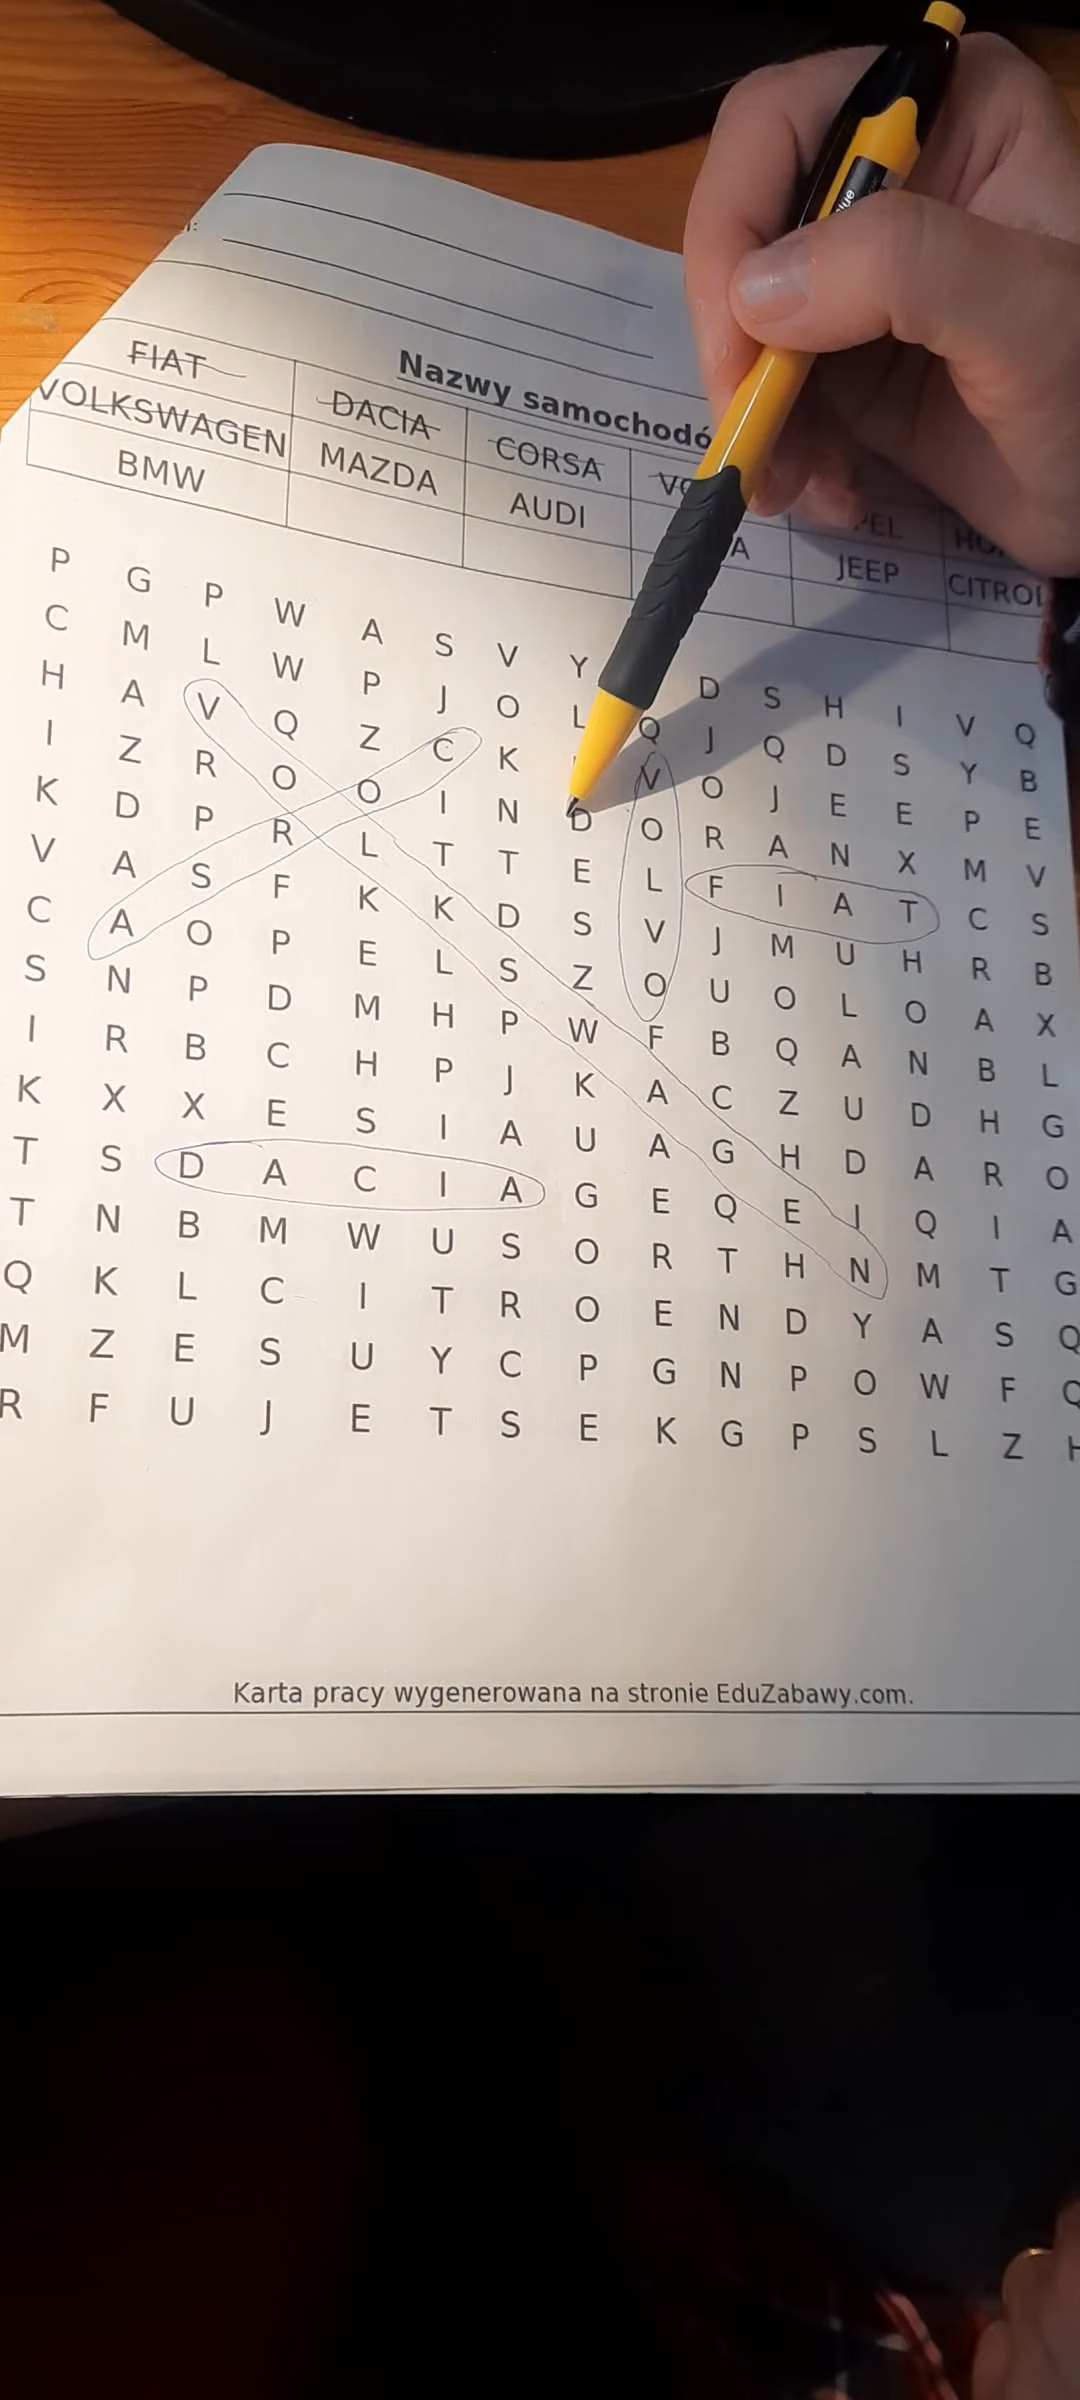 Nazwy samochodó
FIAT DACIA CORSA
VOLKSWAGEN MAZDA AUDI JEEP
BMW
P G P W A S V Y D S H I V Q
C M L W P J O L Q J Q D S Y B
H A V Q Z C K V O J E E P E
I Z R O O I N D O R A N X M V
K D P R L T T E L F I A T C S
V A S F K K D S V J M U H R B
C A O P E L S Z O U O L O A X
S N P D M H P W F B Q A N B L
I R B C H P J K A C Z U D H G
K X X E S I A U A G H D A R O
T S D A C I A G E Q E I Q I A
T N B M W U S O R T H N M T G
Q K L C I T R O E N D Y A S Q
M Z E S U Y C P G N P O W F
R F U J E T S E K G P S L Z
Karta pracy wygenerowana na stronie EduZabawy.com.